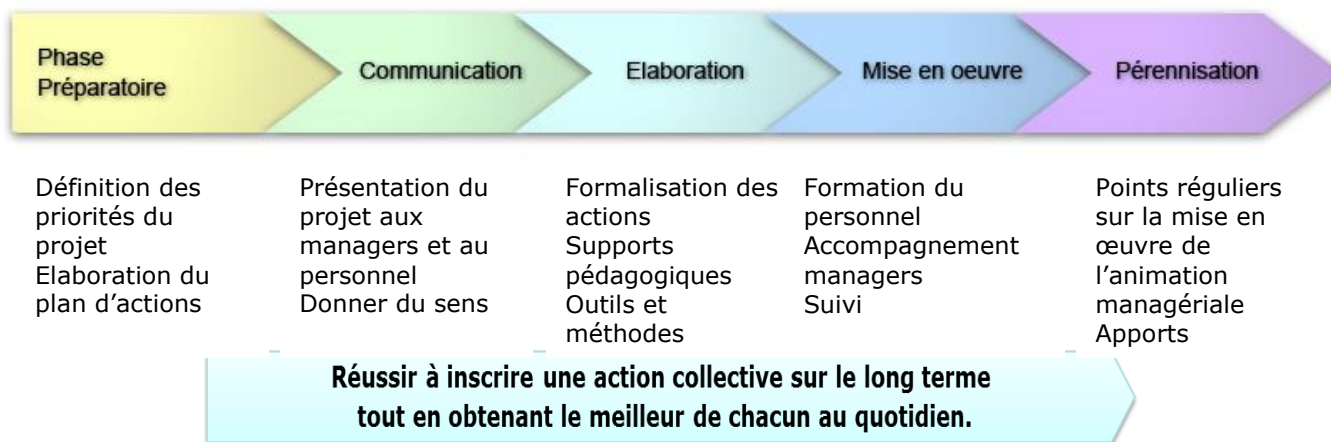 Phase
Préparatoire
Communication
Elaboration
Mise en oeuvre
Pérennisation
Définition des
priorités du
projet
Elaboration du
plan d’actions
Présentation du
projet aux
managers et au
personnel
Donner du sens
Formalisation des
actions
Supports
pédagogiques
Outils et
méthodes
Formation du
personnel
Accompagnement
managers
Suivi
Points réguliers
sur la mise en
œuvre de
l’animation
managériale
Apports
Réussir à inscrire une action collective sur le long terme
tout en obtenant le meilleur de chacun au quotidien.